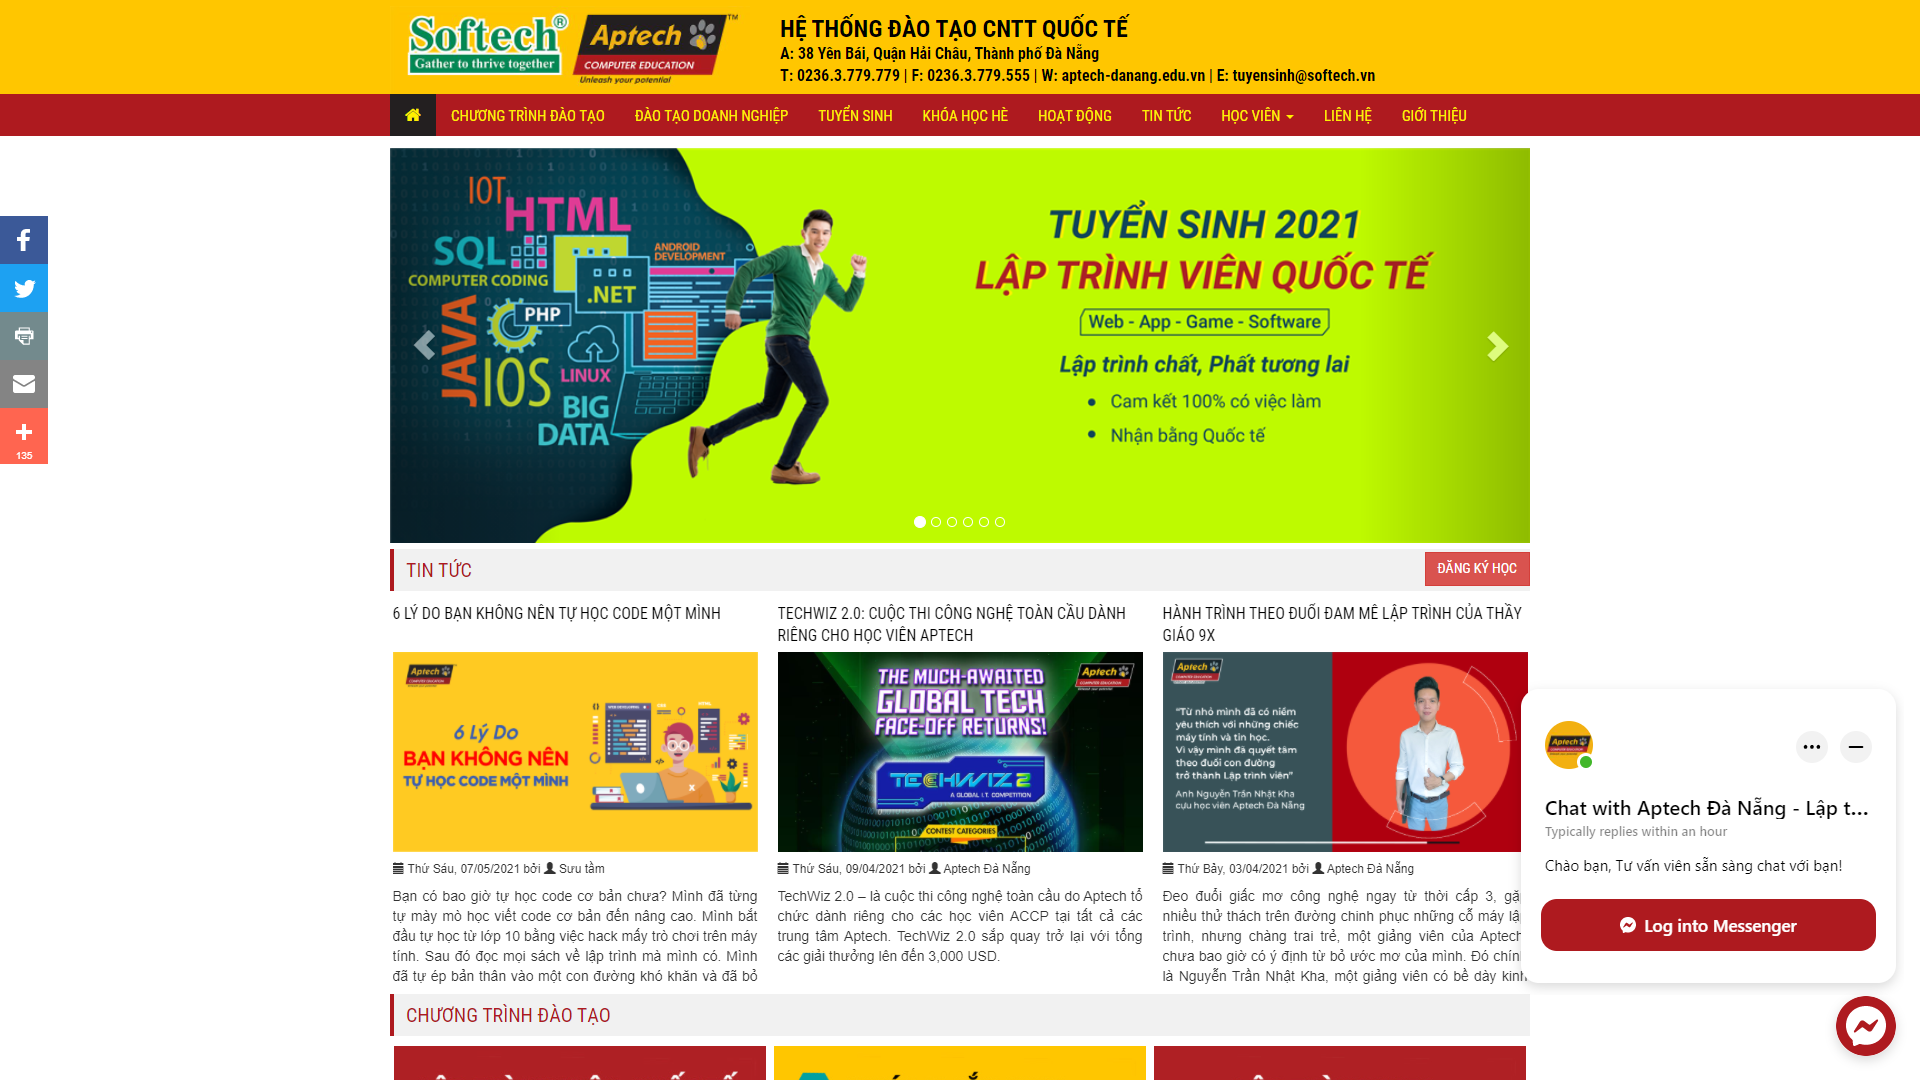 Softech®
Gather to thrive together
Aptech™
COMPUTER EDUCATION
Unleash your potential
HỆ THỐNG ĐÀO TẠO CNTT QUỐC TẾ
A: 38 Yên Bái, Quận Hải Châu, Thành phố Đà Nẵng
T: 0236.3.779.779 | F: 0236.3.779.555 | W: aptech-danang.edu.vn | E: tuyensinh@softech.vn
CHƯƠNG TRÌNH ĐÀO TẠO
ĐÀO TẠO DOANH NGHIỆP
TUYỂN SINH
KHÓA HỌC HÈ
HOẠT ĐỘNG
TIN TỨC
HỌC VIÊN
LIÊN HỆ
GIỚI THIỆU
135
IOT
HTML
SQL
ANDROID
DEVELOPMENT
COMPUTER CODING
.NET
JAVA
PHP
IOS
LINUX
BIG
DATA
TUYỂN SINH 2021
LẬP TRÌNH VIÊN QUỐC TẾ
Web - App - Game - Software
Lập trình chất, Phất tương lai
• Cam kết 100% có việc làm
• Nhận bằng Quốc tế
TIN TỨC
ĐĂNG KÝ HỌC
6 LÝ DO BẠN KHÔNG NÊN TỰ HỌC CODE MỘT MÌNH
Aptech
COMPUTER EDUCATION
6 Lý Do
BẠN KHÔNG NÊN
TỰ HỌC CODE MỘT MÌNH
Thứ Sáu, 07/05/2021 bởi Sưu tầm
Bạn có bao giờ tự học code cơ bản chưa? Mình đã từng
tự mày mò học viết code cơ bản đến nâng cao. Mình bắt
đầu tự học từ lớp 10 bằng việc hack mấy trò chơi trên máy
tính. Sau đó đọc mọi sách về lập trình mà mình có. Mình
đã tự ép bản thân vào một con đường khó khăn và đã bỏ
TECHWIZ 2.0: CUỘC THI CÔNG NGHỆ TOÀN CẦU DÀNH
RIÊNG CHO HỌC VIÊN APTECH
Aptech
COMPUTER EDUCATION
THE MUCH-AWAITED
GLOBAL TECH
FACE-OFF RETURNS!
TECHWIZ 2
A GLOBAL I.T. COMPETITION
CONTEST CATEGORIES
Thứ Sáu, 09/04/2021 bởi Aptech Đà Nẵng
TechWiz 2.0 – là cuộc thi công nghệ toàn cầu do Aptech tổ
chức dành riêng cho các học viên ACCP tại tất cả các
trung tâm Aptech. TechWiz 2.0 sắp quay trở lại với tổng
các giải thưởng lên đến 3,000 USD.
HÀNH TRÌNH THEO ĐUỔI ĐAM MÊ LẬP TRÌNH CỦA THẦY
GIÁO 9X
Aptech
COMPUTER EDUCATION
"Từ nhỏ mình đã có niềm
yêu thích với những chiếc
máy tính và tin học.
Vì vậy mình đã quyết tâm
theo đuổi con đường
trở thành Lập trình viên"
Anh Nguyễn Trần Nhật Kha
cựu học viên Aptech Đà Nẵng
Thứ Bảy, 03/04/2021 bởi Aptech Đà Nẵng
Đeo đuổi giấc mơ công nghệ ngay từ thời cấp 3, gặp
nhiều thử thách trên đường chinh phục những cỗ máy lập
trình, nhưng chàng trai trẻ, một giảng viên của Aptech
chưa bao giờ có ý định từ bỏ ước mơ của mình. Đó chính
là Nguyễn Trần Nhật Kha, một giảng viên có bề dày kinh
Aptech
Chat with Aptech Đà Nẵng - Lập t...
Typically replies within an hour
Chào bạn, Tư vấn viên sẵn sàng chat với bạn!
Log into Messenger
CHƯƠNG TRÌNH ĐÀO TẠO